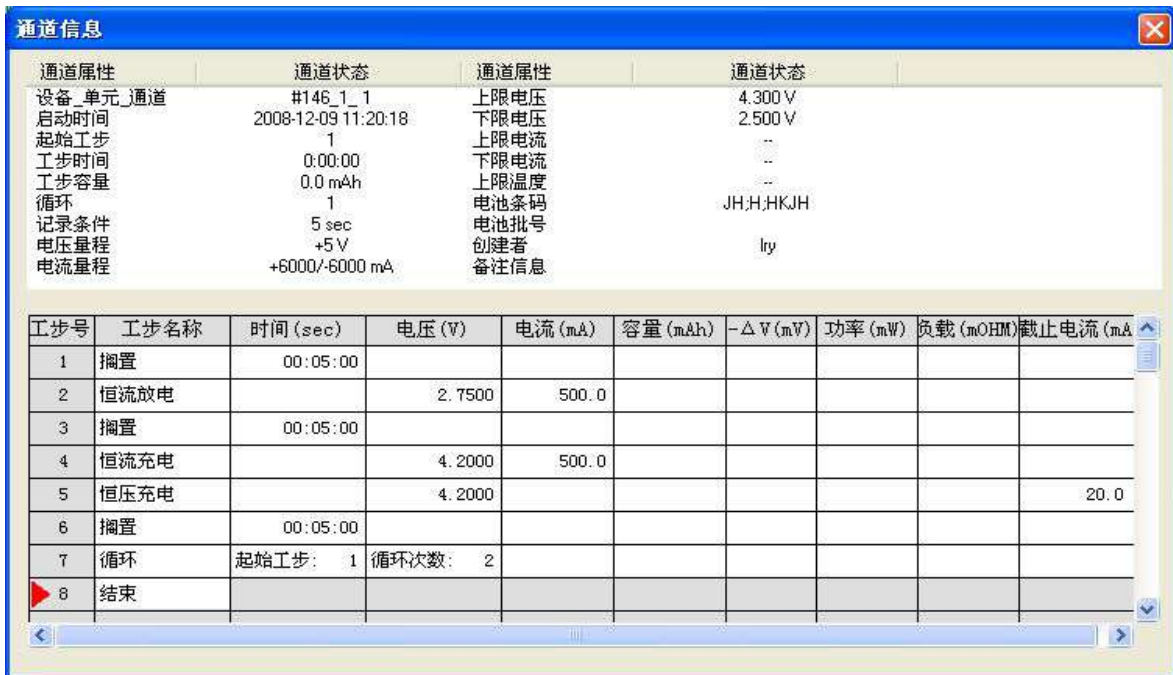 通道信息
通道属性 通道状态 通道属性 通道状态
设备_单元_通道 #146_1_1 上限电压 4.300 V
启动时间 2008-12-09 11:20:18 下限电压 2.500 V
起始工步 1 上限电流 --
工步时间 0:00:00 下限电流 --
工步容量 0.0 mAh 上限温度 --
循环 1 电池条码 JH;H;HKJH
记录条件 5 sec 电池批号
电压量程 +5 V 创建者 lry
电流量程 +6000/-6000 mA 备注信息
工步号 工步名称 时间(sec) 电压(V) 电流(mA) 容量(mAh) -△V(mV) 功率(mW) 负载(mOHM) 截止电流(mA
1 搁置 00:05:00
2 恒流放电 2.7500 500.0
3 搁置 00:05:00
4 恒流充电 4.2000 500.0
5 恒压充电 4.2000 20.0
6 搁置 00:05:00
7 循环 起始工步: 1 循环次数: 2
8 结束